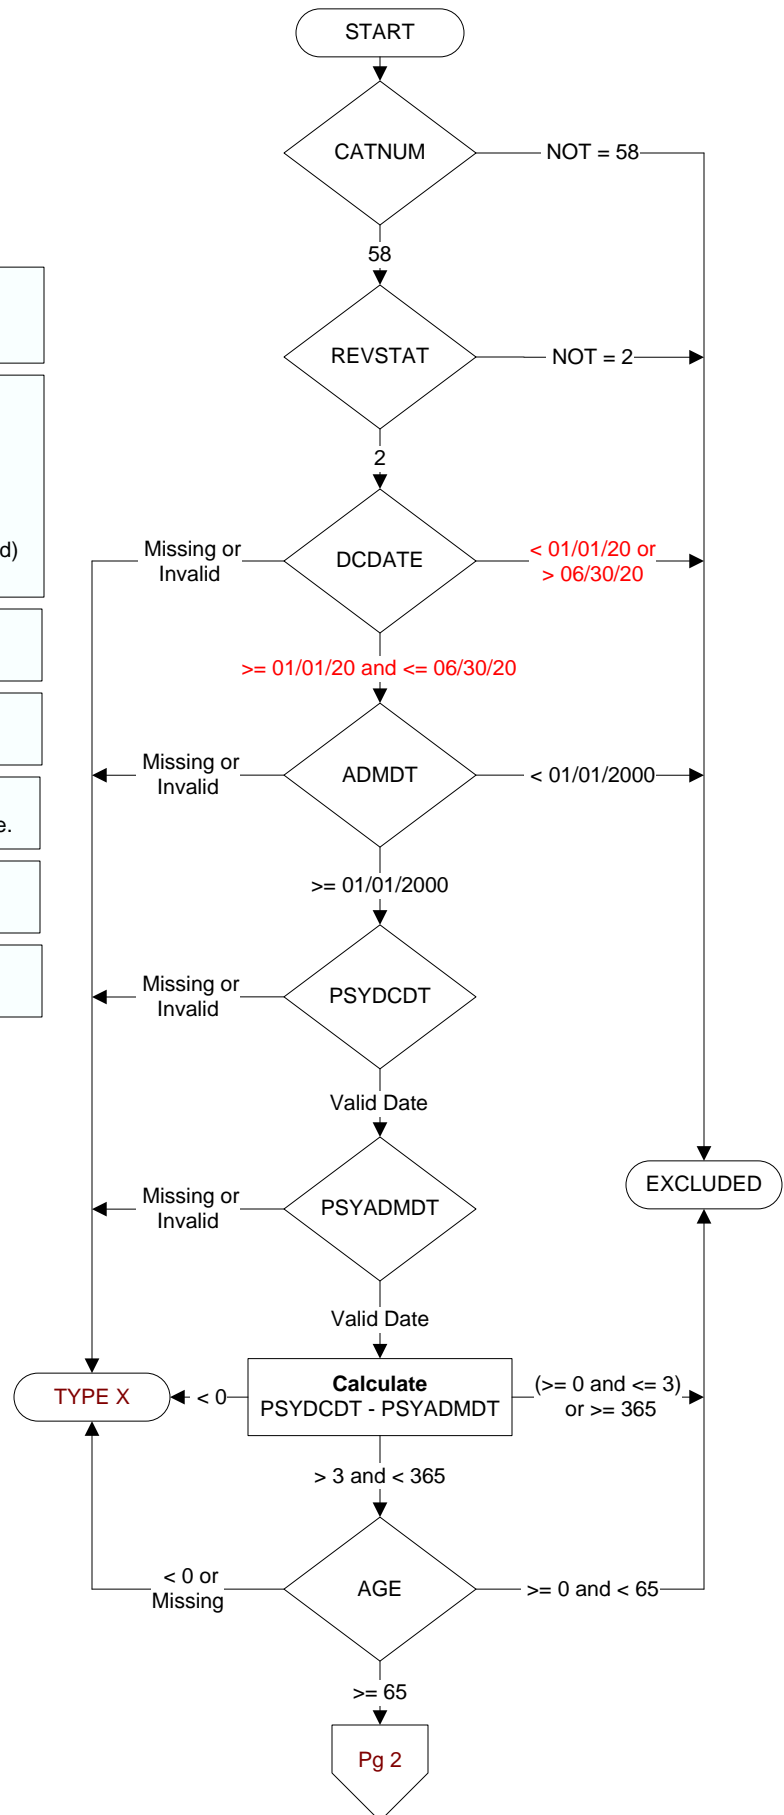 START
CATNUM
NOT = 58
58
REVSTAT
NOT = 2
2
d)
Missing or
Invalid
DCDATE
< 01/01/20 or
> 06/30/20
>= 01/01/20 and <= 06/30/20
Missing or
Invalid
ADMDT
< 01/01/2000
e.
>= 01/01/2000
Missing or
Invalid
PSYDCDT
Valid Date
Missing or
Invalid
PSYADMDT
EXCLUDED
Valid Date
TYPE X
< 0
Calculate
PSYDCDT - PSYADMDT
(>= 0 and <= 3)
or >= 365
> 3 and < 365
< 0 or
Missing
AGE
>= 0 and < 65
>= 65
Pg 2